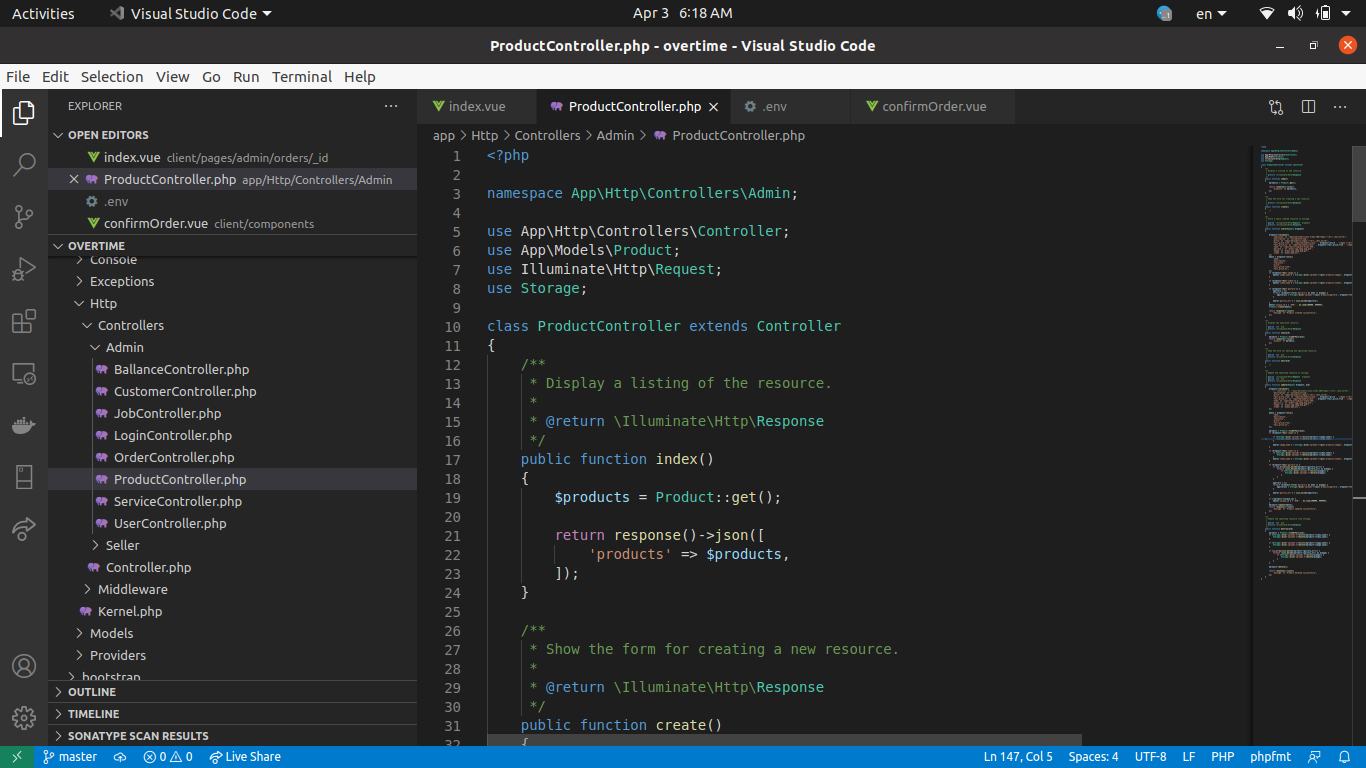 Activities Visual Studio Code Apr 3 6:18 AM en
ProductController.php - overtime - Visual Studio Code
File Edit Selection View Go Run Terminal Help
EXPLORER
OPEN EDITORS
index.vue client/pages/admin/orders/_id
ProductController.php app/Http/Controllers/Admin
.env
confirmOrder.vue client/components
OVERTIME
Console
Exceptions
Http
Controllers
Admin
BallanceController.php
CustomerController.php
JobController.php
LoginController.php
OrderController.php
ProductController.php
ServiceController.php
UserController.php
Seller
Controller.php
Middleware
Kernel.php
Models
Providers
bootstrap
OUTLINE
TIMELINE
SONATYPE SCAN RESULTS
index.vue ProductController.php .env confirmOrder.vue
app > Http > Controllers > Admin > ProductController.php
1 <?php
2
3 namespace App\Http\Controllers\Admin;
4
5 use App\Http\Controllers\Controller;
6 use App\Models\Product;
7 use Illuminate\Http\Request;
8 use Storage;
9
10 class ProductController extends Controller
11 {
12 /**
13 * Display a listing of the resource.
14 *
15 * @return \Illuminate\Http\Response
16 */
17 public function index()
18 {
19 $products = Product::get();
20
21 return response()->json([
22 'products' => $products,
23 ]);
24 }
25
26 /**
27 * Show the form for creating a new resource.
28 *
29 * @return \Illuminate\Http\Response
30 */
31 public function create()
32 {
master 0 0 Live Share Ln 147, Col 5 Spaces: 4 UTF-8 LF PHP phpfmt